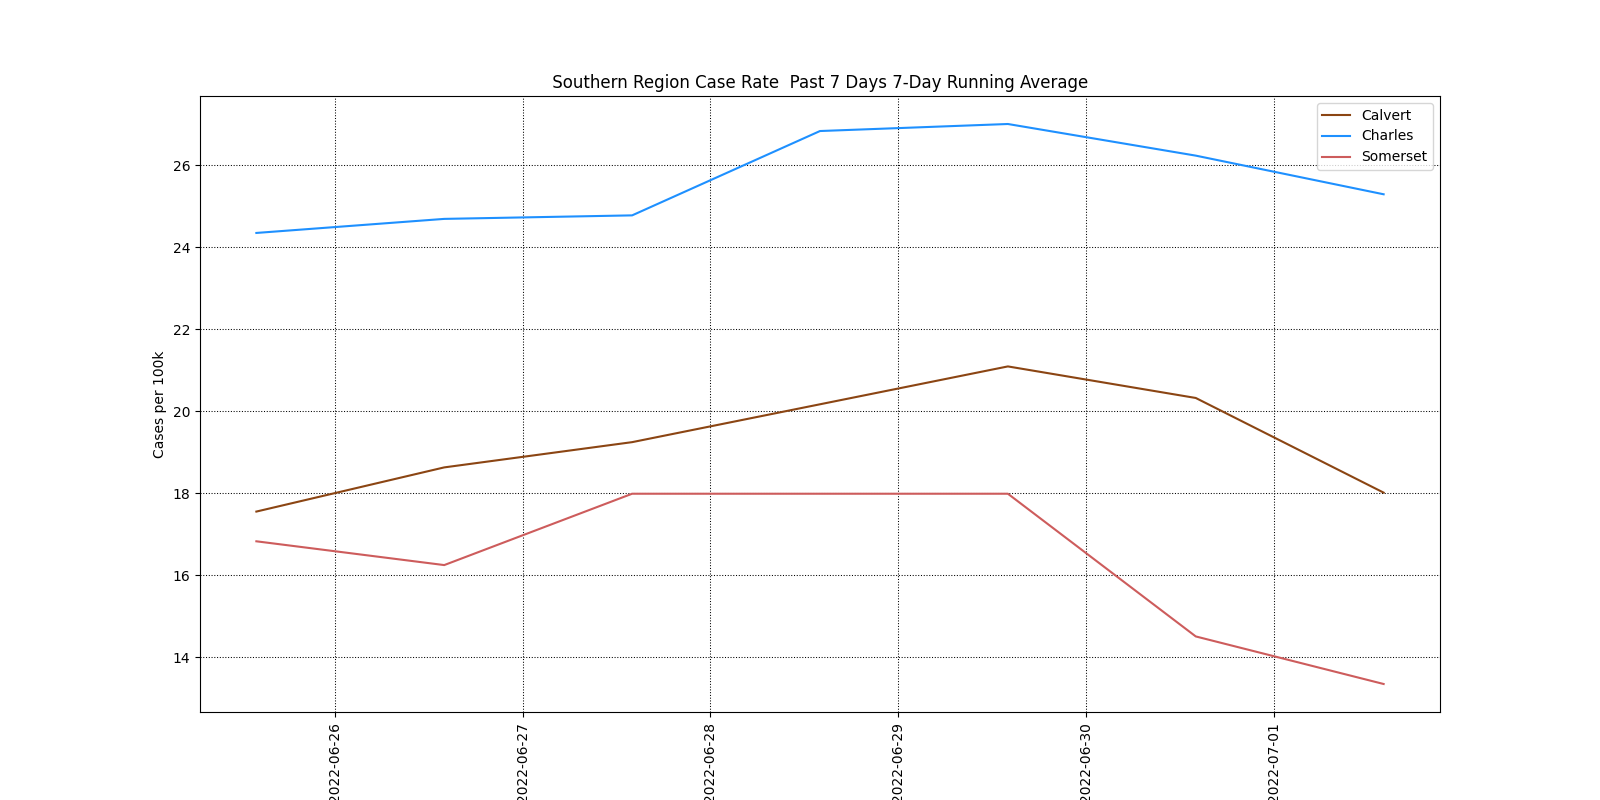 Southern Region Case Rate  Past 7 Days 7-Day Running Average
Calvert
Charles
Somerset
Cases per 100k
26
24
22
20
18
16
14
2022-06-26
2022-06-27
2022-06-28
2022-06-29
2022-06-30
2022-07-01